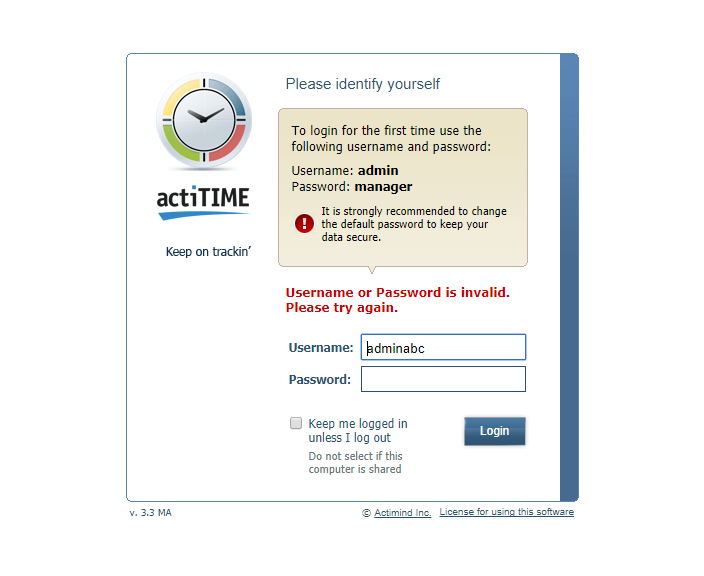 Please identify yourself
To login for the first time use the
following username and password:
Username: admin
Password: manager
It is strongly recommended to change
the default password to keep your
data secure.
actiTIME
Keep on trackin’
Username or Password is invalid.
Please try again.
Username: adminabc
Password:
Keep me logged in
unless I log out
Login
Do not select if this
computer is shared
v. 3.3 MA
© Actimind Inc. License for using this software